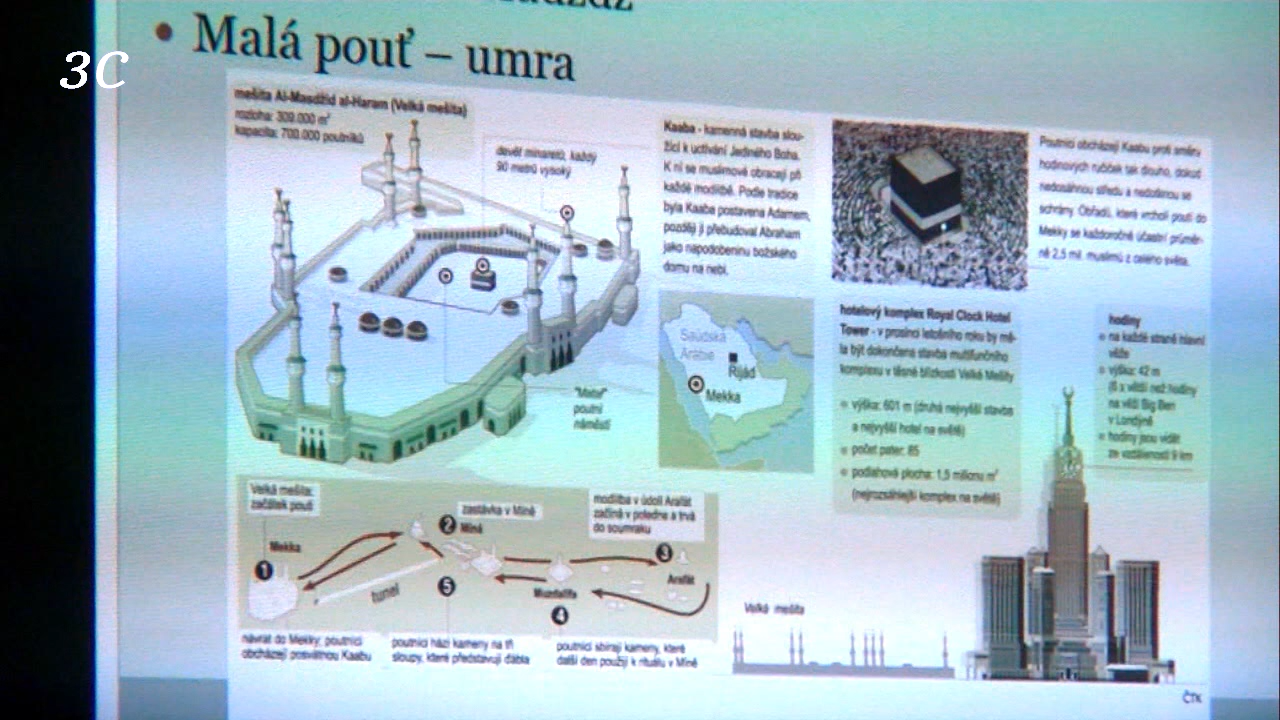 3C
• Malá pouť – umra
mešita Al-Masdžid al-Haram (Velká mešita)
rozloha: 309.000 m²
kapacita: 700.000 poutníků
devět minaretů, každý
90 metrů vysoký
"Mataf"
poutní
náměstí
Kaaba - kamenná stavba slou-
žící k uctívání Jediného Boha.
K ní se muslimové obracejí při
každé modlitbě. Podle tradice
byla Kaaba postavena Adamem,
později ji přebudoval Abraham
jako napodobeninu božského
domu na nebi.
Poutníci obcházejí Kaabu proti směru
hodinových ručiček tak dlouho, dokud
nedosáhnou středu a nedotknou se
schrány. Obřadů, které vrcholí poutí do
Mekky se každoročně účastní průměr-
ně 2,5 mil. muslimů z celého světa.
Saúdská
Arábie
Rijád
Mekka
hotelový komplex Royal Clock Hotel
Tower - v prosinci letošního roku by mě-
la být dokončena stavba multifunkčního
komplexu v těsné blízkosti Velké Mešity
výška: 601 m (druhá nejvyšší stavba
a nejvyšší hotel na světě)
počet pater: 85
podlahová plocha: 1,5 milionu m²
(nejrozsáhlejší komplex na světě)
hodiny
na každé straně hlavní
věže
výška: 42 m
(6 x větší než hodiny
na věži Big Ben
v Londýně
hodiny jsou vidět
ze vzdálenosti 9 km
Velká mešita:
začátek pouti
Mekka
1
2
zastávka v Míně
Mína
modlitba v údolí Arafát
začíná v poledne a trvá
do soumraku
3
Arafát
tunel
5
Muzdalifa
4
návrat do Mekky: poutníci
obcházejí posvátnou Kaabu
poutníci hází kameny na tři
sloupy, které představují ďábla
poutníci sbírají kameny, které
další den použijí k rituálu v Míně
Velká mešita
ČTK